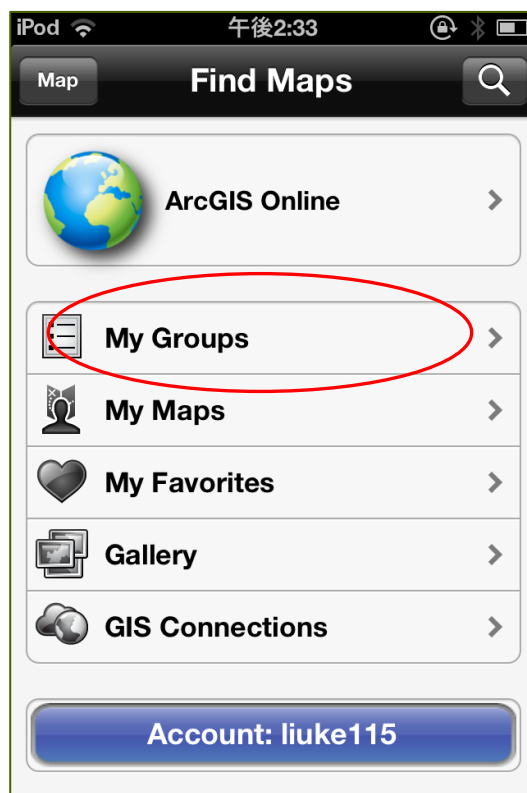 iPod 午後2:33
Map Find Maps
ArcGIS Online
My Groups
My Maps
My Favorites
Gallery
GIS Connections
Account: liuke115